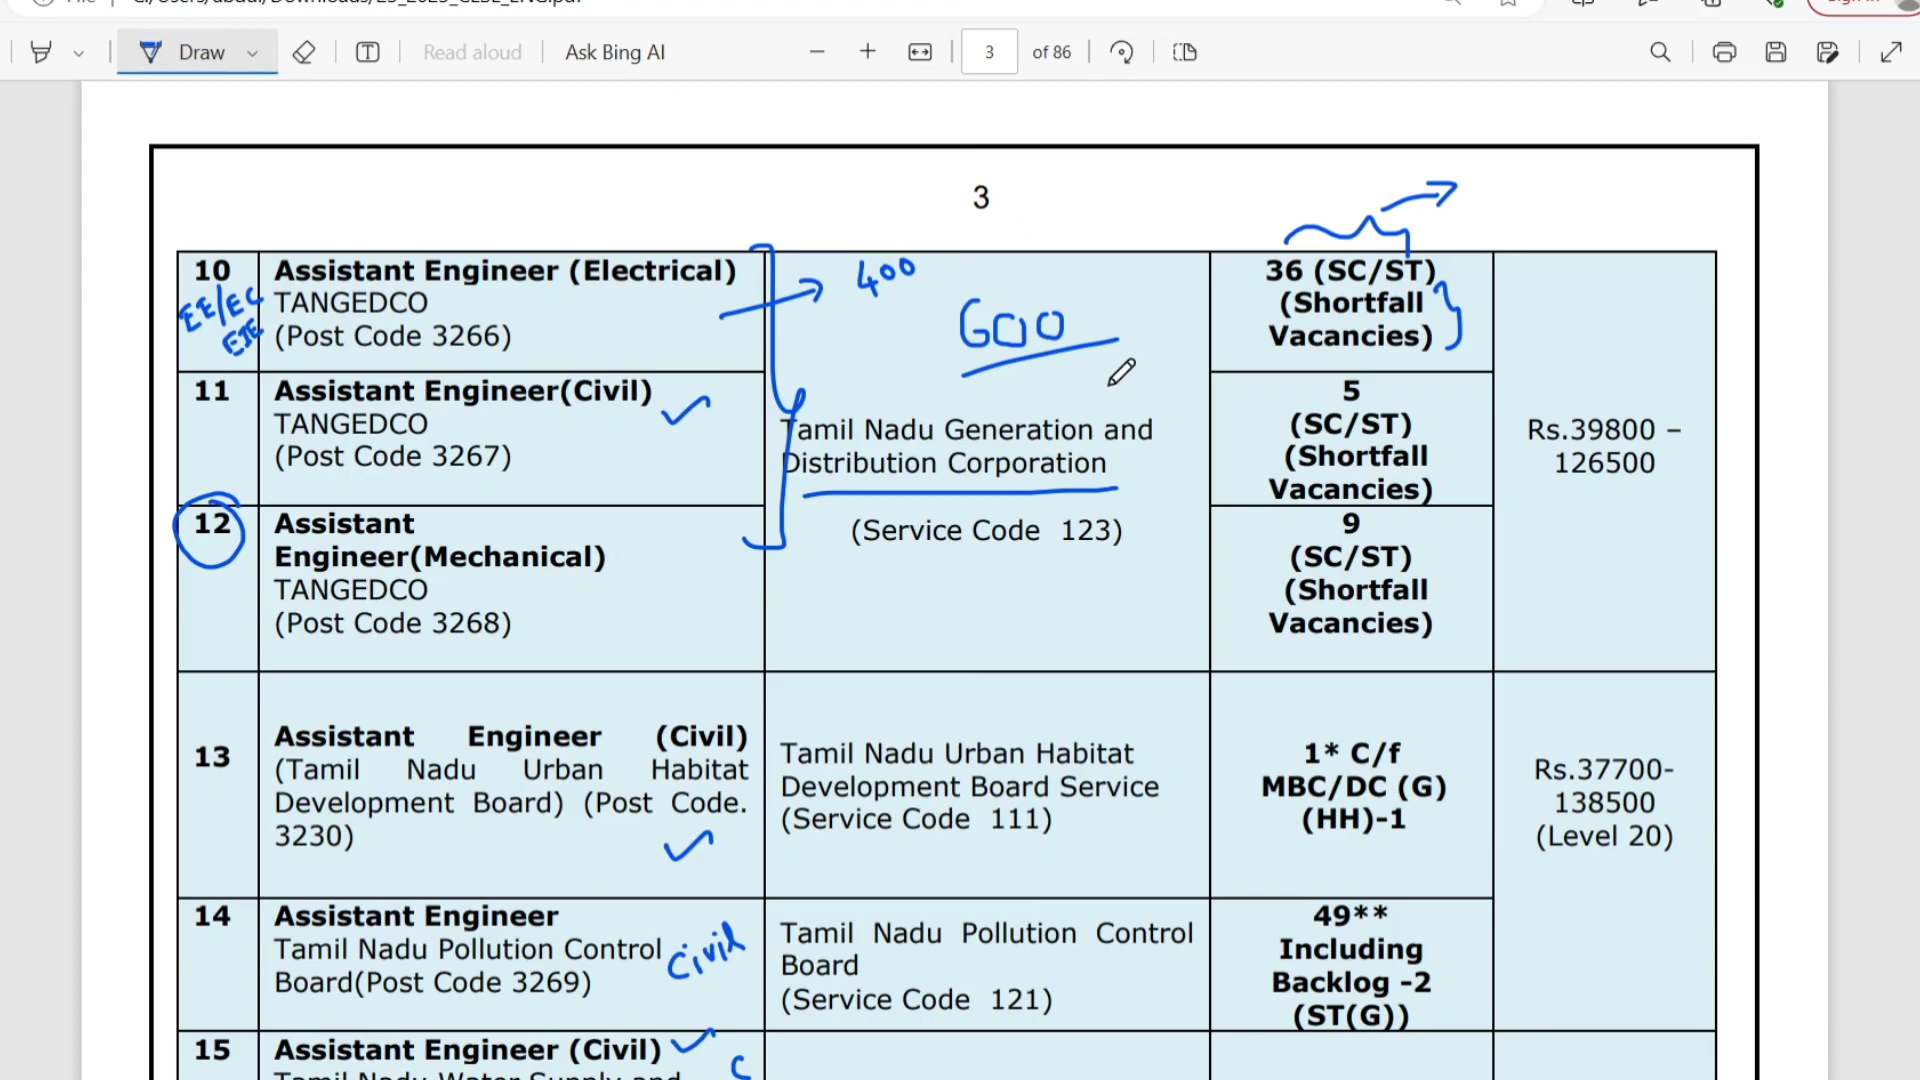 Draw
Read aloud
Ask Bing AI
3
of 86
3
10
Assistant Engineer (Electrical)
TANGEDCO
(Post Code 3266)
EE/EC
EIE
400
600
36 (SC/ST)
(Shortfall
Vacancies)
11
Assistant Engineer(Civil)
TANGEDCO
(Post Code 3267)
Tamil Nadu Generation and
Distribution Corporation
(Service Code 123)
5
(SC/ST)
(Shortfall
Vacancies)
Rs.39800 –
126500
12
Assistant
Engineer(Mechanical)
TANGEDCO
(Post Code 3268)
9
(SC/ST)
(Shortfall
Vacancies)
13
Assistant Engineer (Civil)
(Tamil Nadu Urban Habitat
Development Board) (Post Code.
3230)
Tamil Nadu Urban Habitat
Development Board Service
(Service Code 111)
1* C/f
MBC/DC (G)
(HH)-1
Rs.37700-
138500
(Level 20)
14
Assistant Engineer
Tamil Nadu Pollution Control
Board(Post Code 3269)
Civil
Tamil Nadu Pollution Control
Board
(Service Code 121)
49**
Including
Backlog -2
(ST(G))
15
Assistant Engineer (Civil)
C
Tamil Nadu Water Supply and